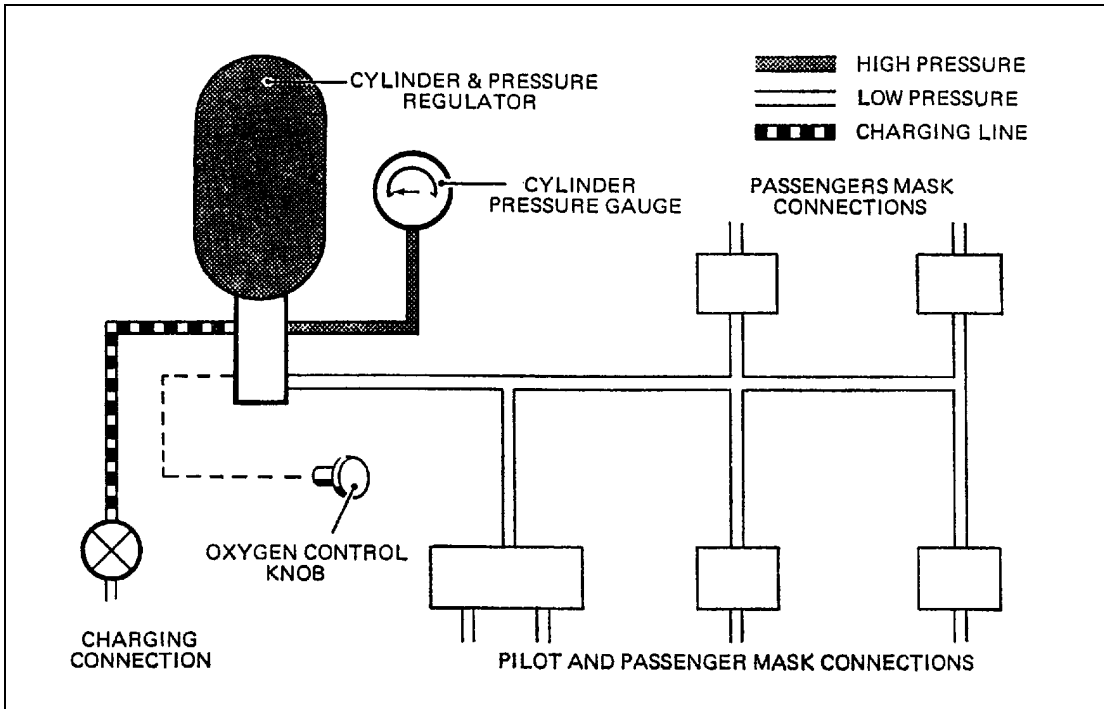 CYLINDER & PRESSURE
REGULATOR
HIGH PRESSURE
LOW PRESSURE
CHARGING LINE
CYLINDER
PRESSURE GAUGE
PASSENGERS MASK
CONNECTIONS
OXYGEN CONTROL
KNOB
CHARGING
CONNECTION
PILOT AND PASSENGER MASK CONNECTIONS